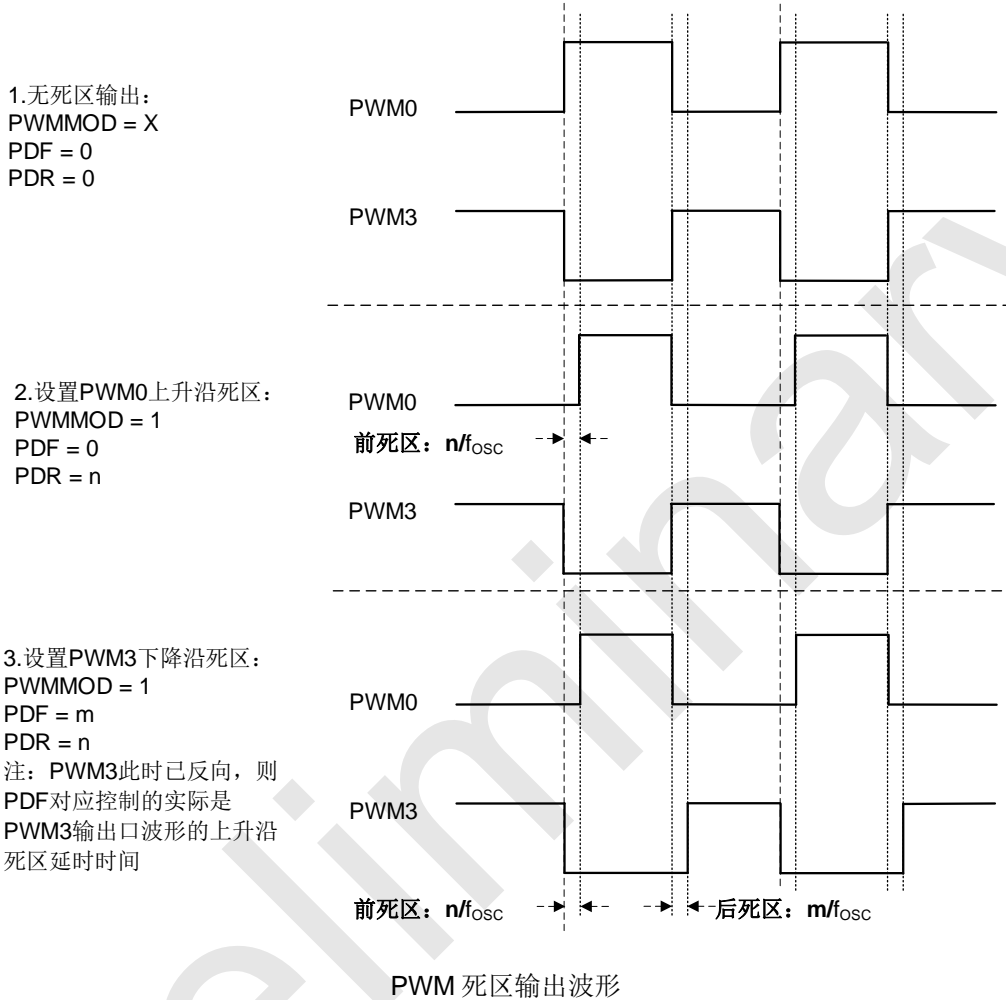 1.无死区输出：
PWMMOD = X
PDF = 0
PDR = 0
PWM0
PWM3
2.设置PWM0上升沿死区：
PWMMOD = 1
PDF = 0
PDR = n
PWM0
前死区：n/fOSC
PWM3
3.设置PWM3下降沿死区：
PWMMOD = 1
PDF = m
PDR = n
注：PWM3此时已反向，则
PDF对应控制的实际是
PWM3输出口波形的上升沿
死区延时时间
PWM0
PWM3
前死区：n/fOSC
后死区：m/fOSC
PWM 死区输出波形